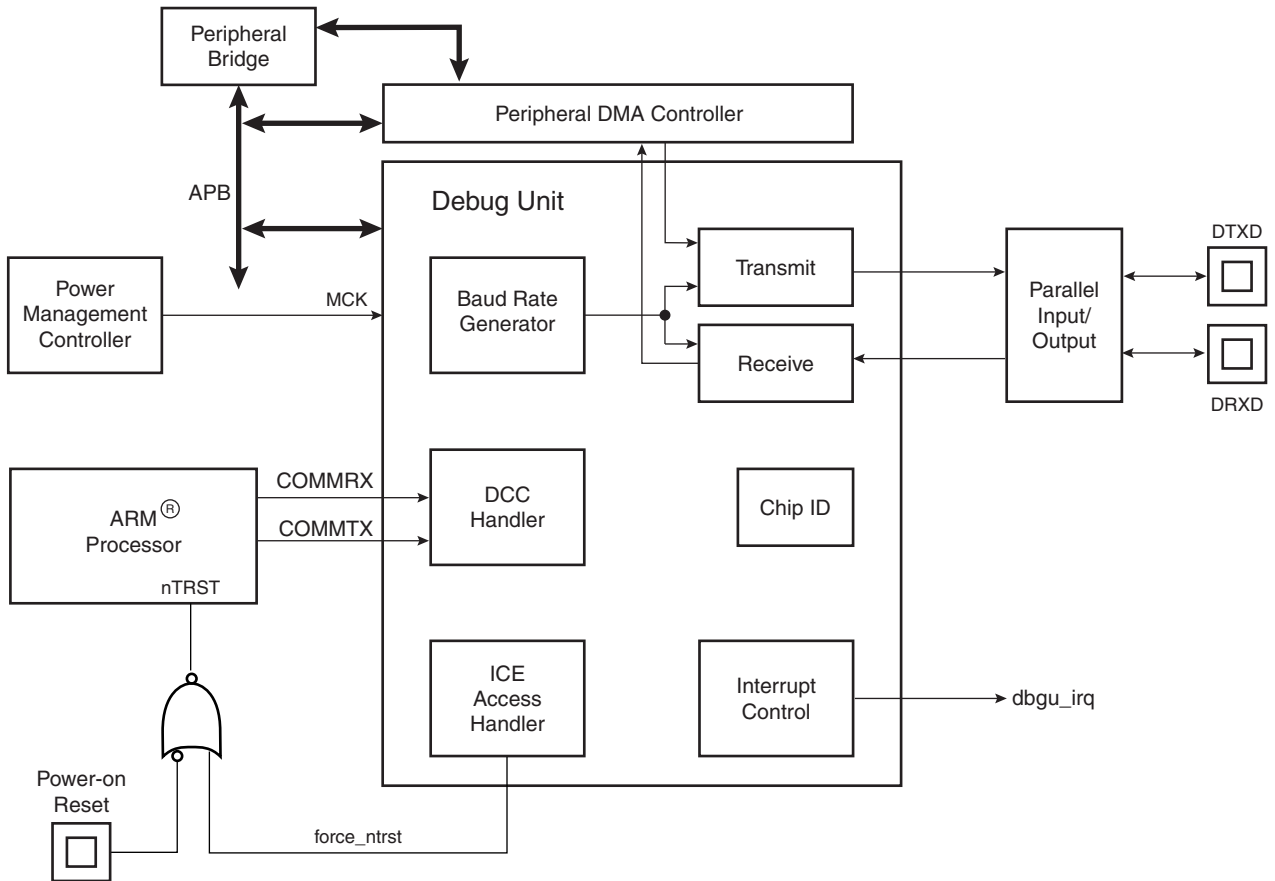 Peripheral
Bridge
Peripheral DMA Controller
APB
Debug Unit
Power
Management
Controller
MCK
Baud Rate
Generator
Transmit
Receive
Parallel
Input/
Output
DTXD
DRXD
ARM®
Processor
nTRST
COMMRX
COMMTX
DCC
Handler
Chip ID
ICE
Access
Handler
Interrupt
Control
dbgu_irq
Power-on
Reset
force_ntrst